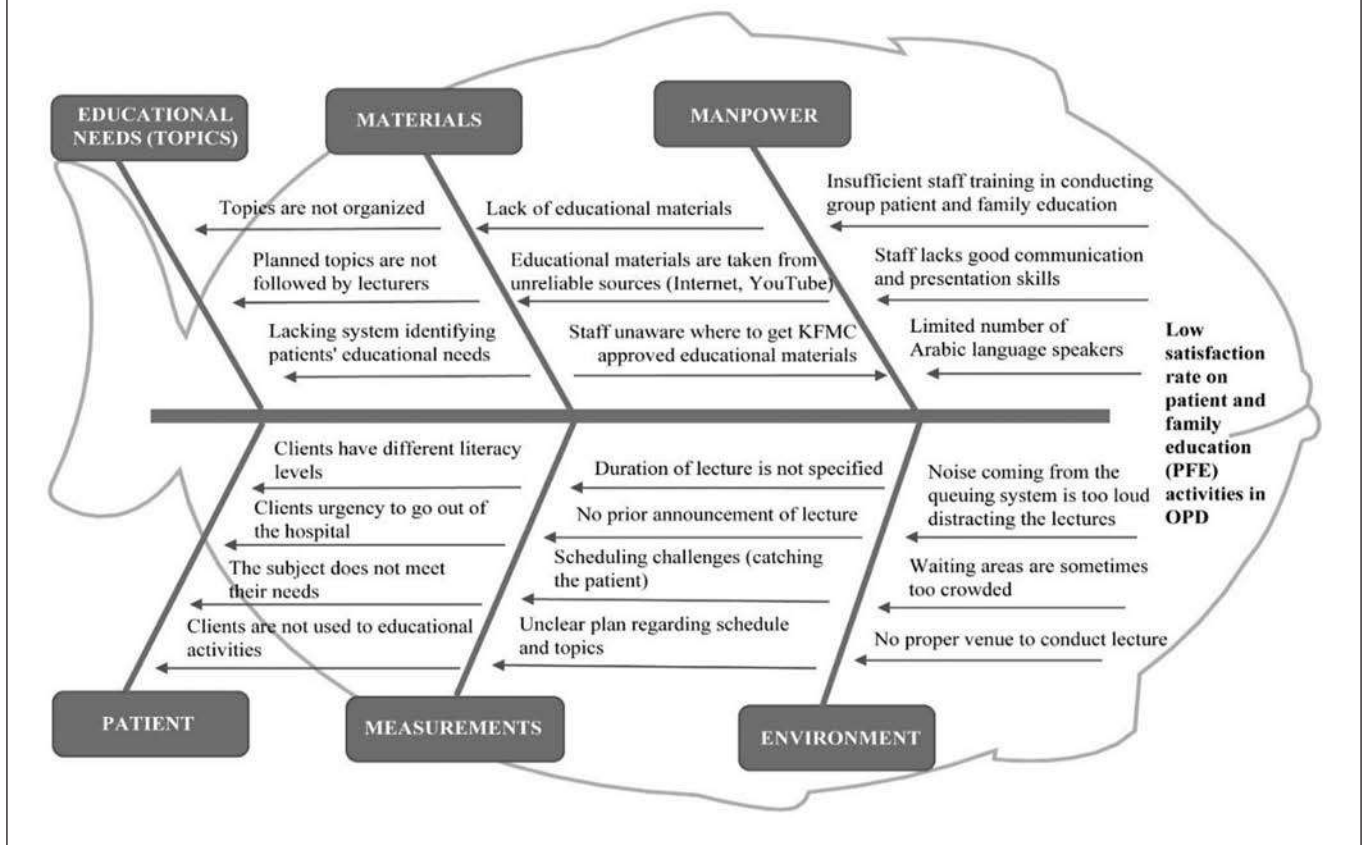 EDUCATIONAL
NEEDS (TOPICS)
MATERIALS
MANPOWER
Topics are not organized
Planned topics are not
followed by lecturers
Lacking system identifying
patients' educational needs
Lack of educational materials
Educational materials are taken from
unreliable sources (Internet, YouTube)
Staff unaware where to get KFMC
approved educational materials
Insufficient staff training in conducting
group patient and family education
Staff lacks good communication
and presentation skills
Limited number of
Arabic language speakers
Low
satisfaction
rate on
patient and
family
education
(PFE)
activities in
OPD
Clients have different literacy
levels
Clients urgency to go out of
the hospital
The subject does not meet
their needs
Clients are not used to educational
activities
Duration of lecture is not specified
No prior announcement of lecture
Scheduling challenges (catching
the patient)
Unclear plan regarding schedule
and topics
Noise coming from the
queuing system is too loud
distracting the lectures
Waiting areas are sometimes
too crowded
No proper venue to conduct lecture
PATIENT
MEASUREMENTS
ENVIRONMENT